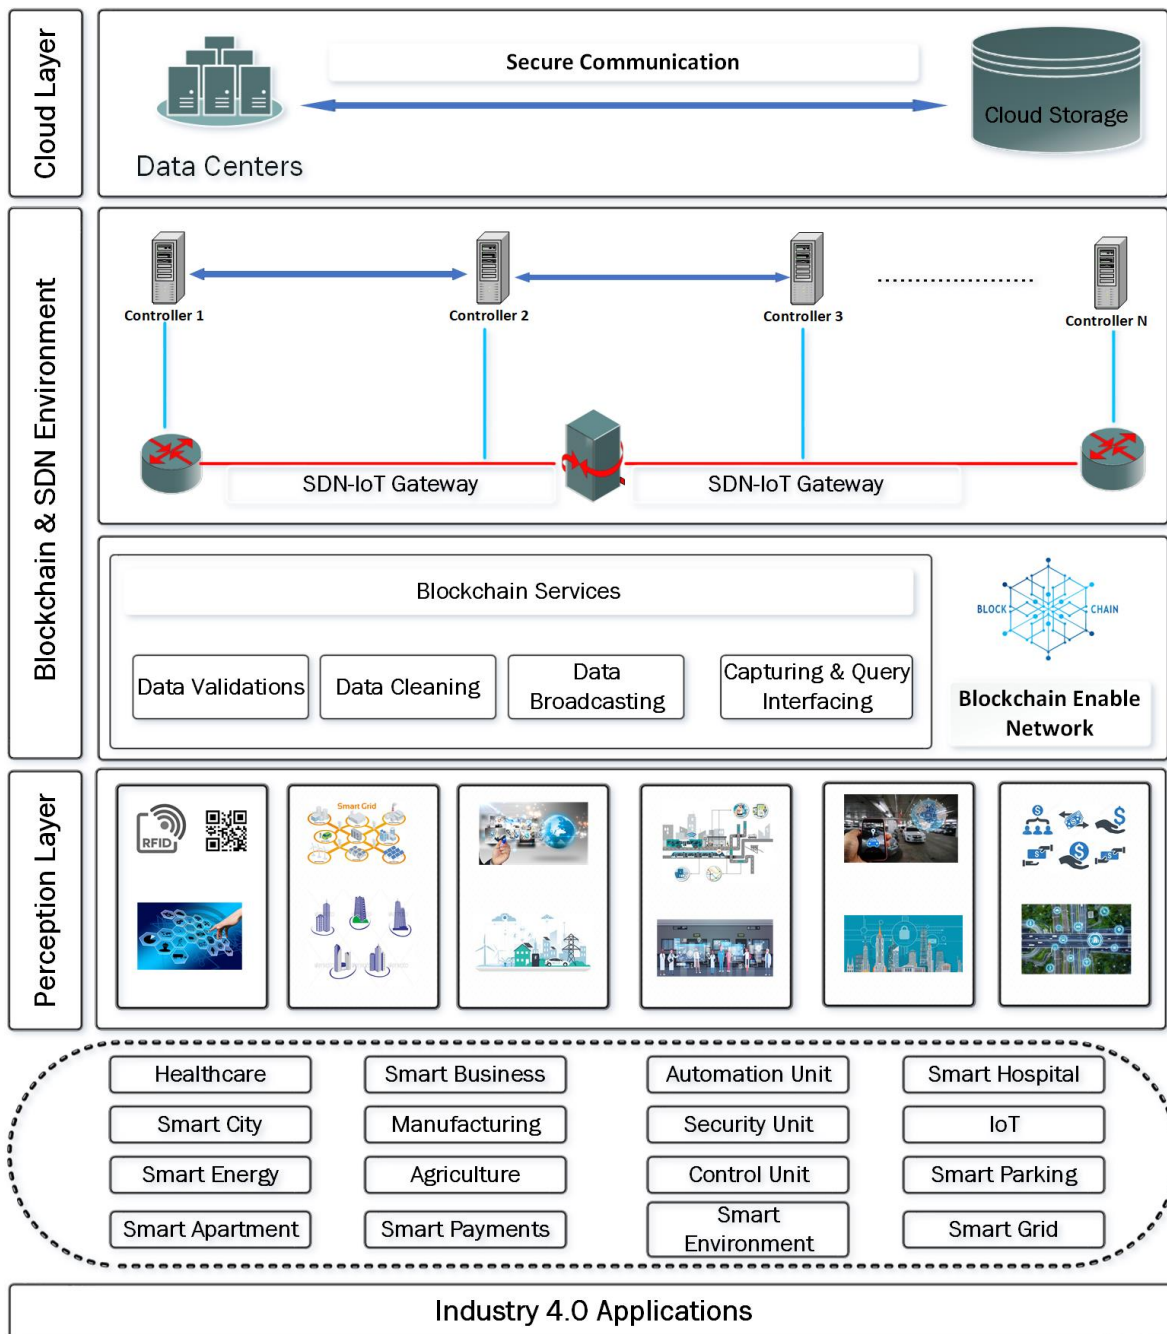 Cloud Layer
Secure Communication
Data Centers
Cloud Storage
Blockchain & SDN Environment
Controller 1
Controller 2
Controller 3
Controller N
SDN-IoT Gateway
SDN-IoT Gateway
Blockchain Services
Data Validations
Data Cleaning
Data
Broadcasting
Capturing & Query
Interfacing
BLOCK
CHAIN
Blockchain Enable
Network
Perception Layer
RFID
Smart Grid
Healthcare
Smart Business
Automation Unit
Smart Hospital
Smart City
Manufacturing
Security Unit
IoT
Smart Energy
Agriculture
Control Unit
Smart Parking
Smart Apartment
Smart Payments
Smart
Environment
Smart Grid
Industry 4.0 Applications